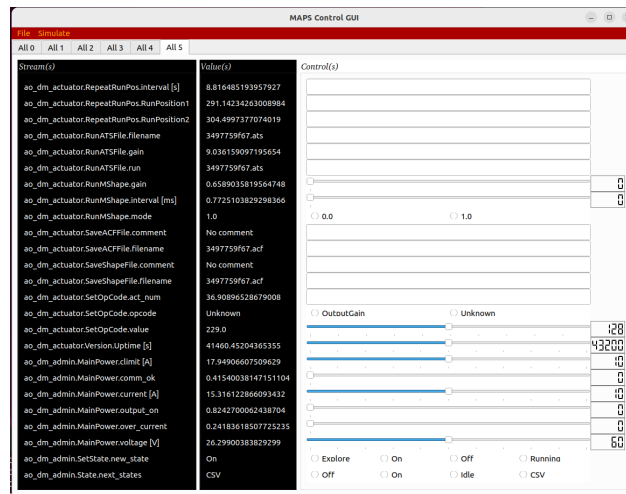 MAPS Control GUI
File Simulate
All 0 All 1 All 2 All 3 All 4 All 5
Stream(s) Value(s) Control(s)
ao_dm_actuator.RepeatRunPos.interval [s] 8.816485193957927
ao_dm_actuator.RepeatRunPos.RunPosition1 291.14234263008984
ao_dm_actuator.RepeatRunPos.RunPosition2 304.4997377074019
ao_dm_actuator.RunATSFile.filename 3497759f67.ats
ao_dm_actuator.RunATSFile.gain 9.036159097195654
ao_dm_actuator.RunATSFile.run 3497759f67.ats
ao_dm_actuator.RunMShape.gain 0.6589035819564748 0
ao_dm_actuator.RunMShape.interval [ms] 0.7725103829298366 0
ao_dm_actuator.RunMShape.mode 1.0 0.0 1.0
ao_dm_actuator.SaveACFFile.comment No comment
ao_dm_actuator.SaveACFFile.filename 3497759f67.acf
ao_dm_actuator.SaveShapeFile.comment No comment
ao_dm_actuator.SaveShapeFile.filename 3497759f67.acf
ao_dm_actuator.SetOpCode.act_num 36.90896528679008
ao_dm_actuator.SetOpCode.opcode Unknown OutputGain Unknown
ao_dm_actuator.SetOpCode.value 229.0 128
ao_dm_actuator.Version.Uptime [s] 41460.45204365355 43200
ao_dm_admin.MainPower.climit [A] 17.94906607509629 10
ao_dm_admin.MainPower.comm_ok 0.41540038147151104 0
ao_dm_admin.MainPower.current [A] 15.316122866093432 10
ao_dm_admin.MainPower.output_on 0.8242700062438704 0
ao_dm_admin.MainPower.over_current 0.24183618507725235 0
ao_dm_admin.MainPower.voltage [V] 26.29900383829299 60
ao_dm_admin.SetState.new_state On Explore On Off Running
ao_dm_admin.State.next_states CSV Off On Idle CSV